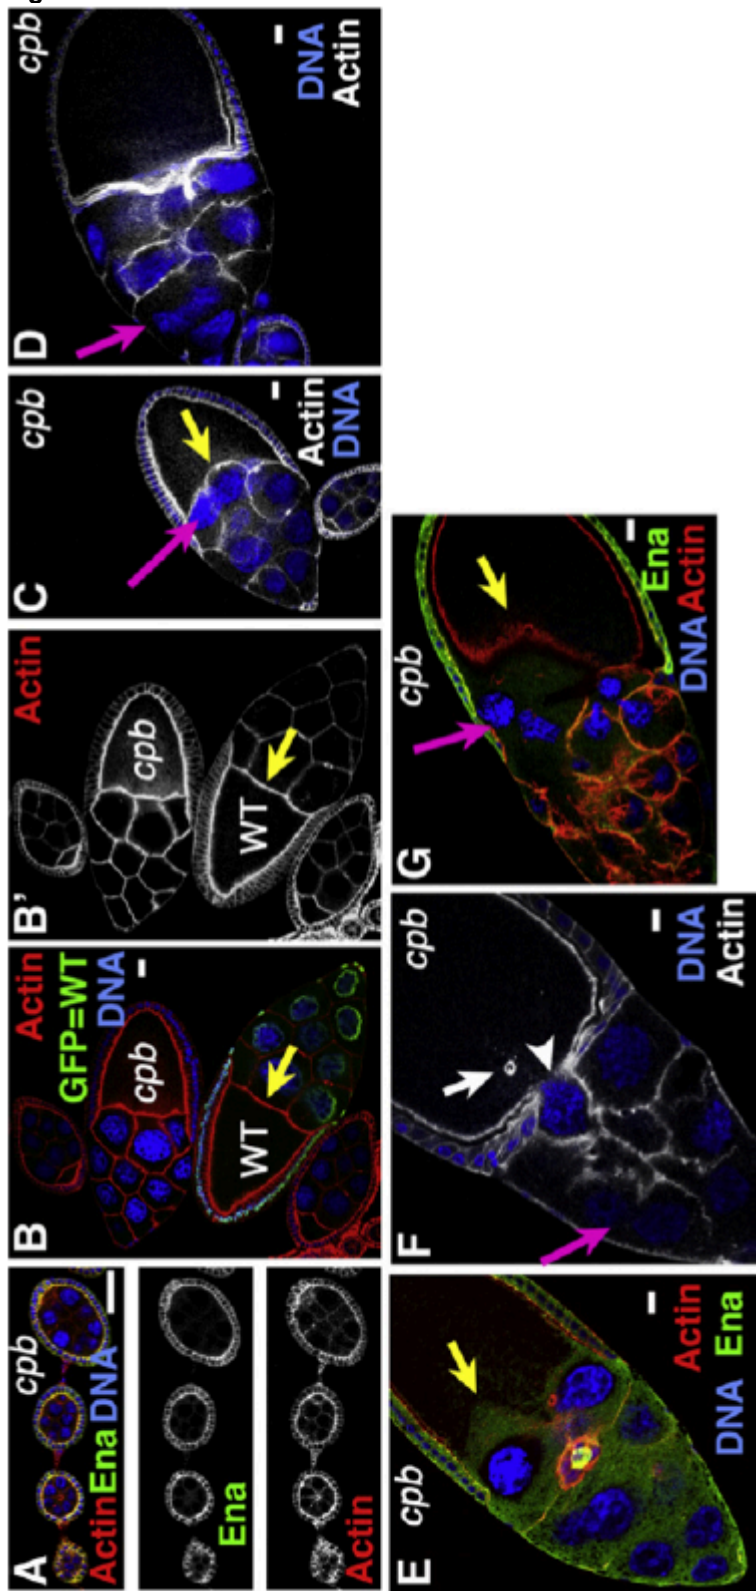 A cpb
Actin Ena DNA
Ena
Actin
B Actin
GFP=WT
DNA
cpb
WT
B' Actin
cpb
WT
C cpb
Actin
DNA
D cpb
DNA
Actin
E cpb
Actin
DNA Ena
F cpb
DNA
Actin
G cpb
Ena
DNA Actin